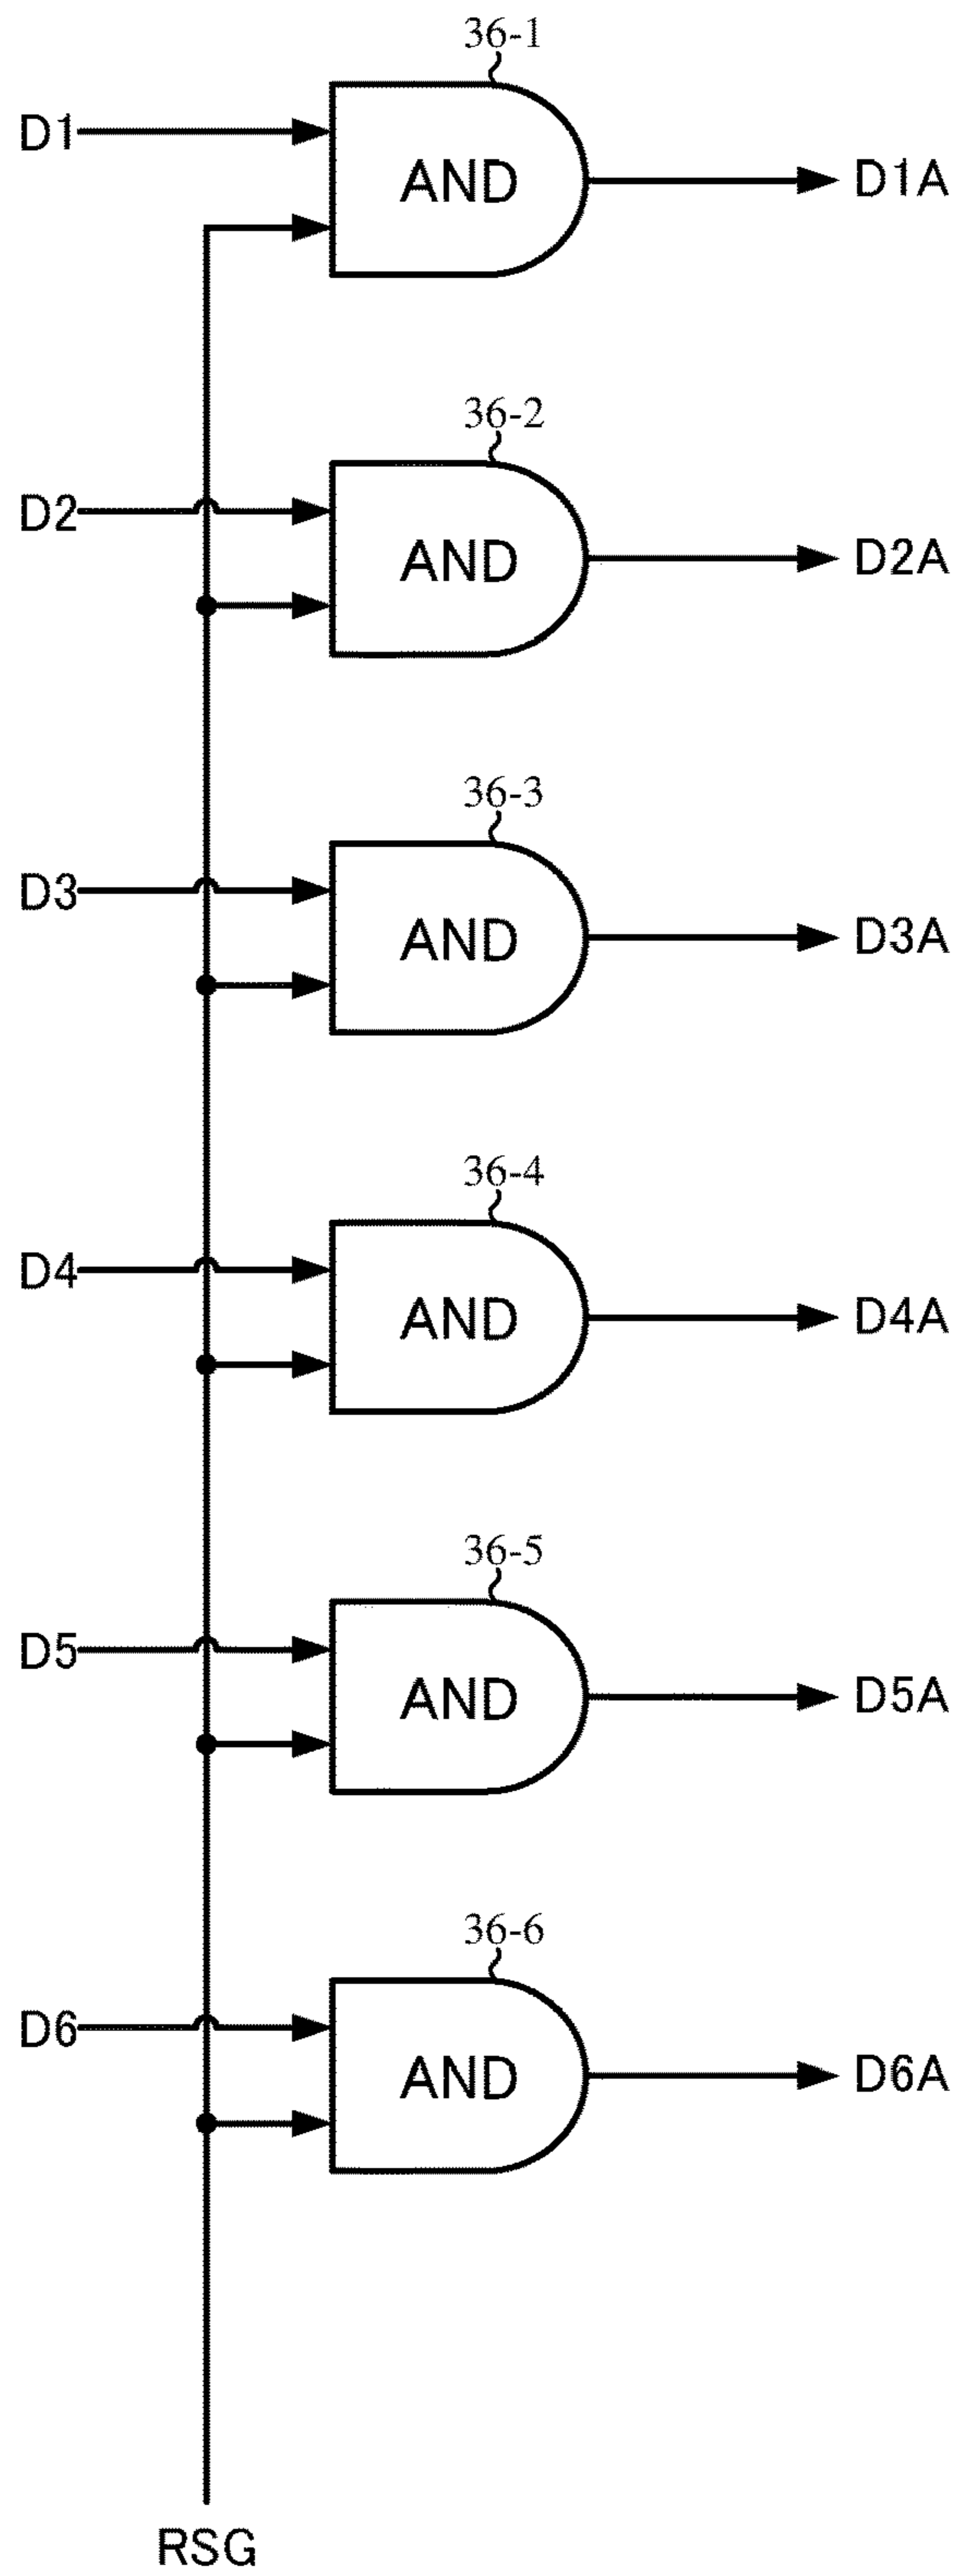 36-1
D1
AND
D1A
36-2
D2
AND
D2A
36-3
D3
AND
D3A
36-4
D4
AND
D4A
36-5
D5
AND
D5A
36-6
D6
AND
D6A
RSG